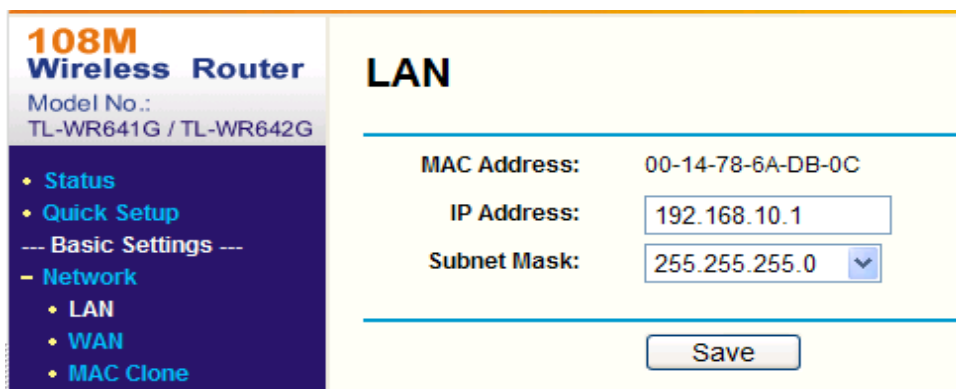 108M
Wireless Router
Model No.:
TL-WR641G / TL-WR642G
• Status
• Quick Setup
--- Basic Settings ---
– Network
• LAN
• WAN
• MAC Clone
LAN
MAC Address: 00-14-78-6A-DB-0C
IP Address: 192.168.10.1
Subnet Mask: 255.255.255.0
Save